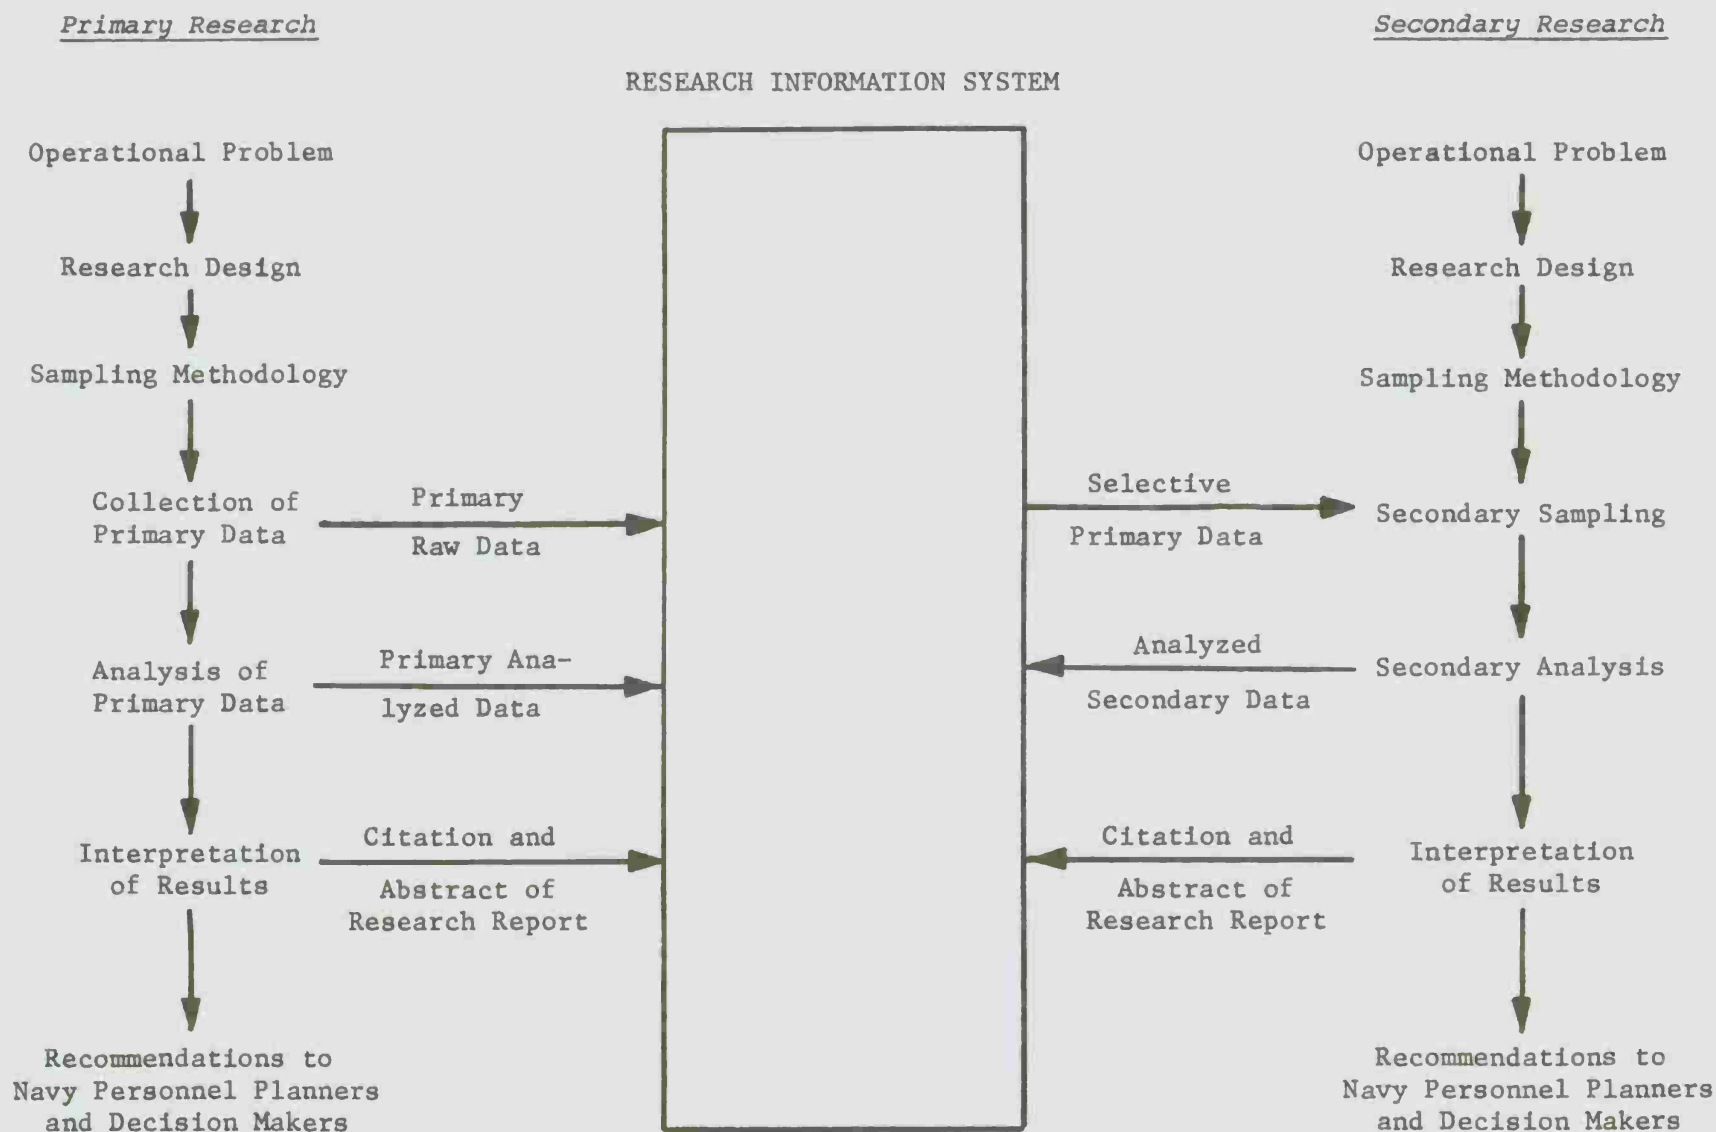 Primary Research
Secondary Research
RESEARCH INFORMATION SYSTEM
Operational Problem
Research Design
Sampling Methodology
Collection of
Primary Data
Primary
Raw Data
Analysis of
Primary Data
Primary Ana-
lyzed Data
Interpretation
of Results
Citation and
Abstract of
Research Report
Recommendations to
Navy Personnel Planners
and Decision Makers
Operational Problem
Research Design
Sampling Methodology
Selective
Primary Data
Secondary Sampling
Analyzed
Secondary Data
Secondary Analysis
Citation and
Abstract of
Research Report
Interpretation
of Results
Recommendations to
Navy Personnel Planners
and Decision Makers